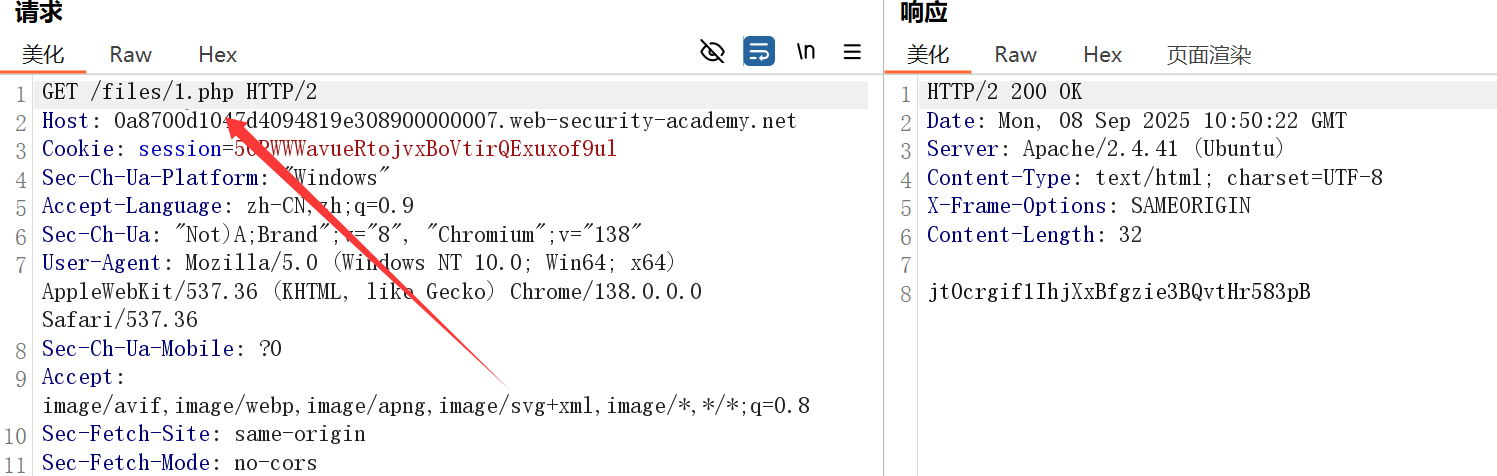 请求
美化 Raw Hex \n
1 GET /files/1.php HTTP/2
2 Host: 0a8700d1047d4094819e308900000007.web-security-academy.net
3 Cookie:
4 Sec-Ch-Ua-Platform: "Windows"
5 Accept-Language: zh-CN,zh;q=0.9
6 Sec-Ch-Ua: "Not)A;Brand";v="8", "Chromium";v="138"
7 User-Agent: Mozilla/5.0 (Windows NT 10.0; Win64; x64)
AppleWebKit/537.36 (KHTML, like Gecko) Chrome/138.0.0.0
Safari/537.36
8 Sec-Ch-Ua-Mobile: ?0
9 Accept:
image/avif,image/webp,image/apng,image/svg+xml,image/*,*/*;q=0.8
10 Sec-Fetch-Site: same-origin
11 Sec-Fetch-Mode: no-cors
响应
美化 Raw Hex 页面渲染
1 HTTP/2 200 OK
2 Date: Mon, 08 Sep 2025 10:50:22 GMT
3 Server: Apache/2.4.41 (Ubuntu)
4 Content-Type: text/html; charset=UTF-8
5 X-Frame-Options: SAMEORIGIN
6 Content-Length: 32
7
8 jtOcrgif1IhjXxBfgzie3BQvtHr583pB